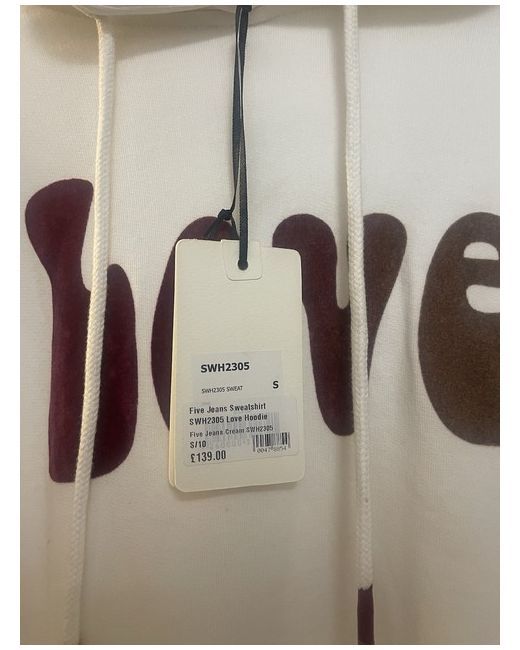 Love
SWH2305
SWH2305 SWEAT S
Five Jeans Sweatshirt
SWH2305 Love Hoodie
Five Jeans Cream SWH2305
S/10
£139.00